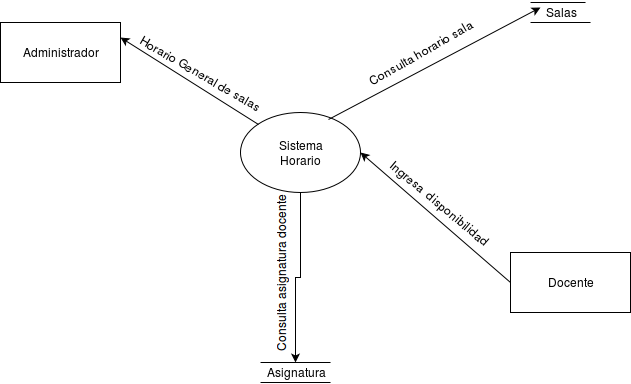 Salas
Administrador
Horario General de salas
Consulta horario sala
Sistema
Horario
Ingresa disponibilidad
Consulta asignatura docente
Docente
Asignatura